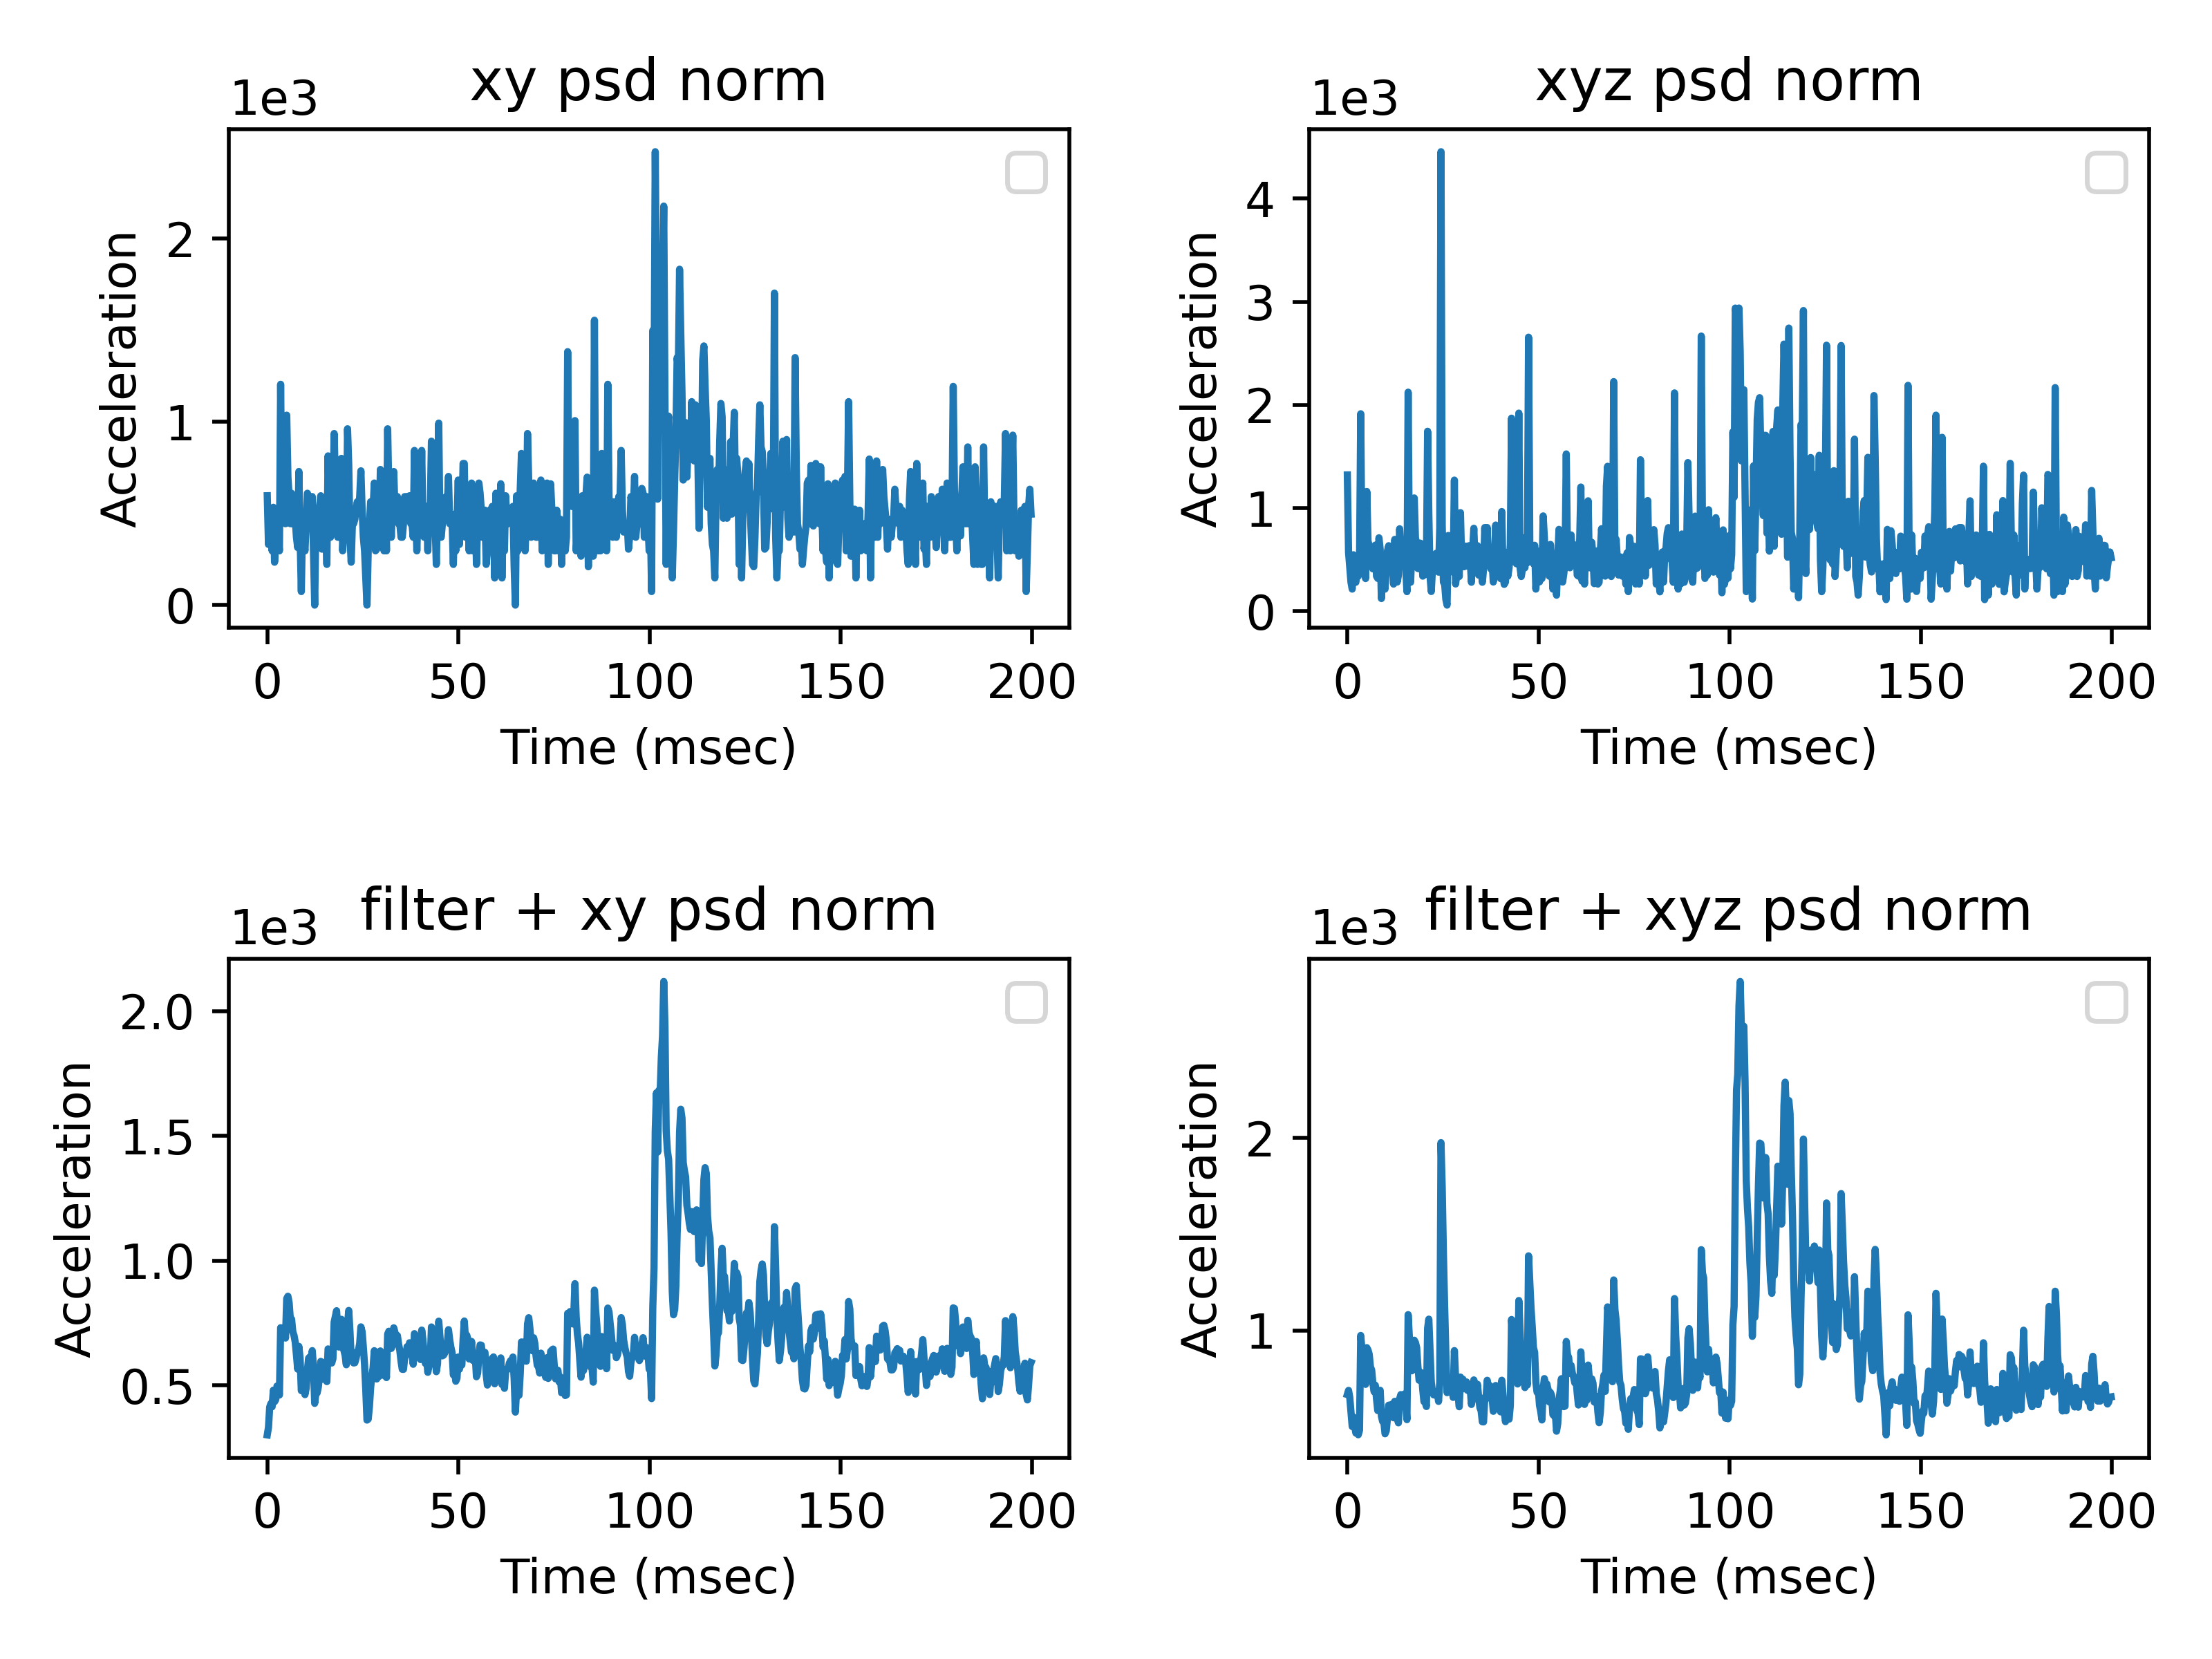 xy psd norm
1e3
2
1
0
Acceleration
0 50 100 150 200
Time (msec)
xyz psd norm
1e3
4
3
2
1
0
Acceleration
0 50 100 150 200
Time (msec)
filter + xy psd norm
1e3
2.0
1.5
1.0
0.5
Acceleration
0 50 100 150 200
Time (msec)
filter + xyz psd norm
1e3
2
1
Acceleration
0 50 100 150 200
Time (msec)